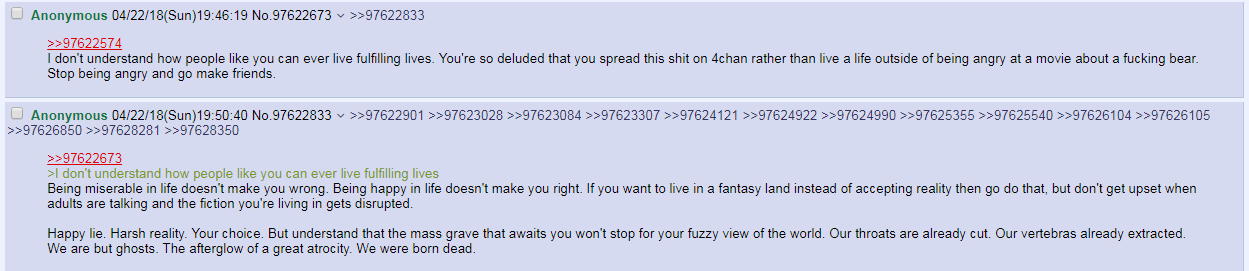 Anonymous 04/22/18(Sun)19:46:19 No.97622673 >>97622833
>>97622574
I don't understand how people like you can ever live fulfilling lives. You're so deluded that you spread this shit on 4chan rather than live a life outside of being angry at a movie about a fucking bear.
Stop being angry and go make friends.
Anonymous 04/22/18(Sun)19:50:40 No.97622833 >>97622901 >>97623028 >>97623084 >>97623307 >>97624121 >>97624922 >>97624990 >>97625355 >>97625540 >>97626104 >>97626105
>>97626850 >>97628281 >>97628350
>>97622673
>I don't understand how people like you can ever live fulfilling lives
Being miserable in life doesn't make you wrong. Being happy in life doesn't make you right. If you want to live in a fantasy land instead of accepting reality then go do that, but don't get upset when
adults are talking and the fiction you're living in gets disrupted.
Happy lie. Harsh reality. Your choice. But understand that the mass grave that awaits you won't stop for your fuzzy view of the world. Our throats are already cut. Our vertebras already extracted.
We are but ghosts. The afterglow of a great atrocity. We were born dead.